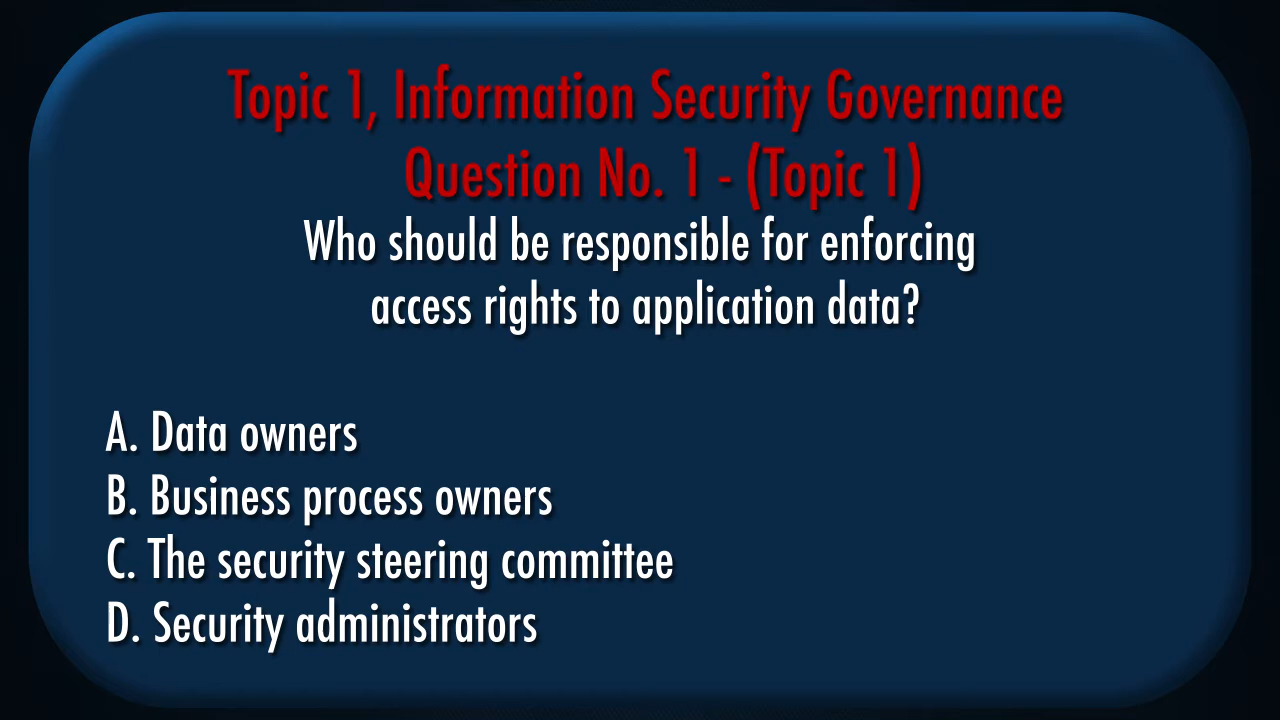 Topic 1, Information Security Governance
Question No. 1 - (Topic 1)
Who should be responsible for enforcing
access rights to application data?
A. Data owners
B. Business process owners
C. The security steering committee
D. Security administrators